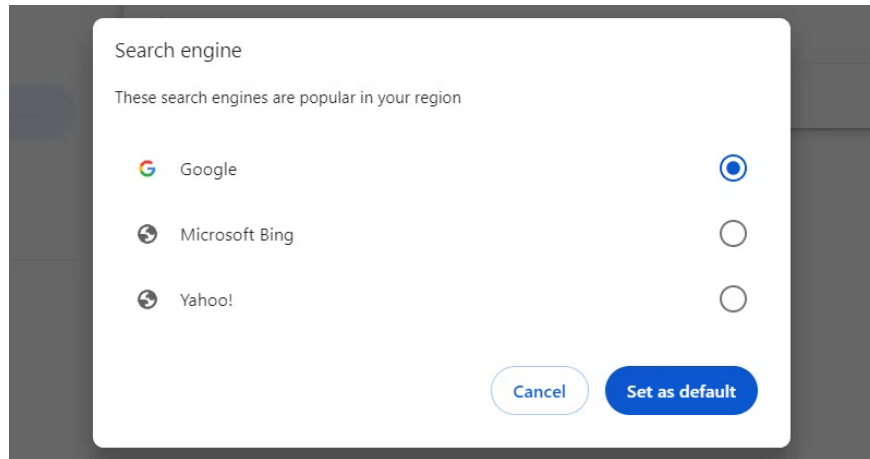 Search engine
These search engines are popular in your region
Google
Microsoft Bing
Yahoo!
Cancel Set as default